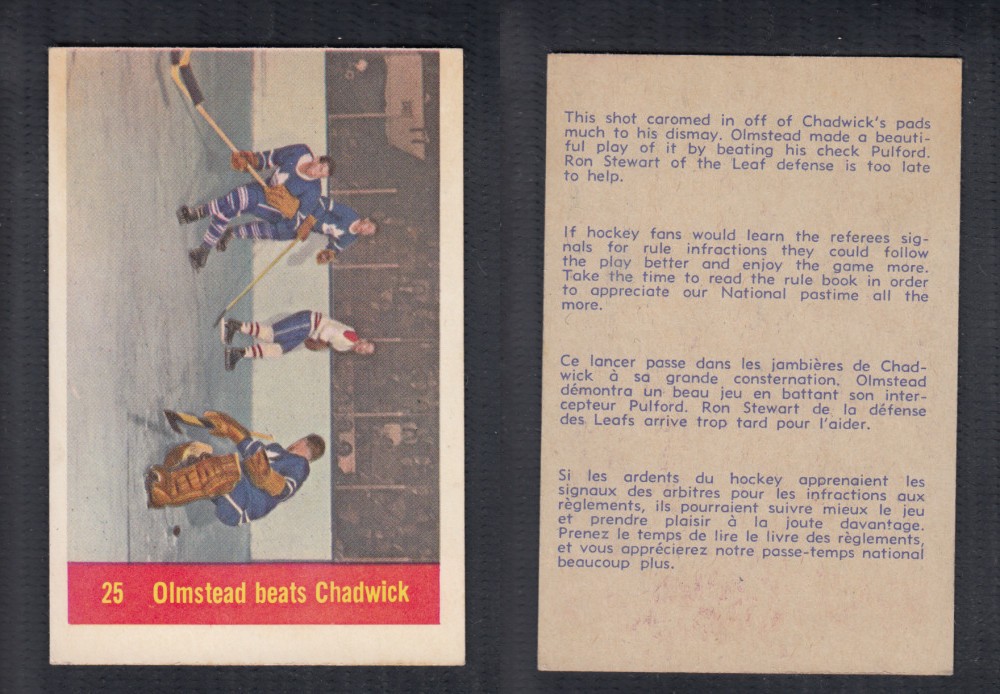 25 Olmstead beats Chadwick
This shot caromed in off of Chadwick's pads
much to his dismay. Olmstead made a beauti-
ful play of it by beating his check Pulford.
Ron Stewart of the Leaf defense is too late
to help.
If hockey fans would learn the referees sig-
nals for rule infractions they could follow
the play better and enjoy the game more.
Take the time to read the rule book in order
to appreciate our National pastime all the
more.
Ce lancer passe dans les jambières de Chad-
wick à sa grande consternation. Olmstead
démontra un beau jeu en battant son inter-
cepteur Pulford. Ron Stewart de la défense
des Leafs arrive trop tard pour l'aider.
Si les ardents du hockey apprenaient les
signaux des arbitres pour les infractions aux
règlements, ils pourraient suivre mieux le jeu
et prendre plaisir à la joute davantage.
Prenez le temps de lire le livre des règlements,
et vous apprécierez notre passe-temps national
beaucoup plus.